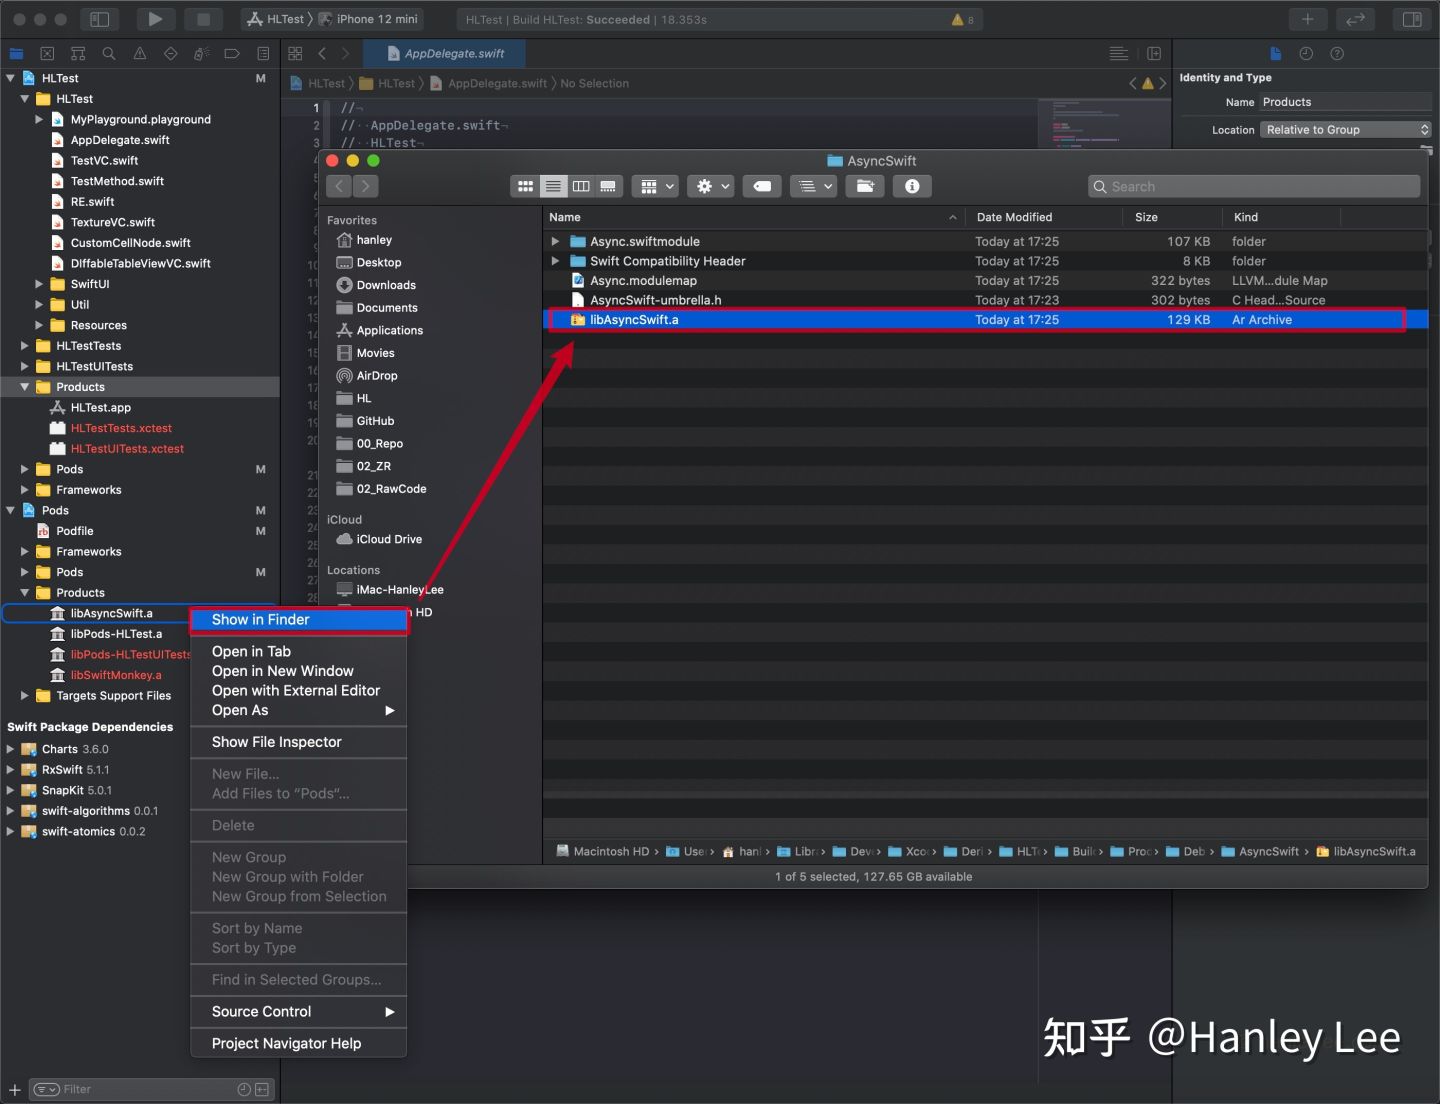 HLTest 〉 iPhone 12 mini
HLTest | Build HLTest: Succeeded | 18.353s
8
AppDelegate.swift
HLTest 〉 HLTest 〉 AppDelegate.swift 〉 No Selection
1 //¬
2 //··AppDelegate.swift¬
3 //··HLTest¬
Identity and Type
Name Products
Location Relative to Group
HLTest M
HLTest
MyPlayground.playground
AppDelegate.swift
TestVC.swift
TestMethod.swift
RE.swift
TextureVC.swift
CustomCellNode.swift
DIffableTableViewVC.swift
SwiftUI
Util
Resources
HLTestTests
HLTestUITests
Products
HLTest.app
HLTestTests.xctest
HLTestUITests.xctest
Pods M
Frameworks
Pods M
Podfile M
Frameworks
Pods M
Products
libAsyncSwift.a
libPods-HLTest.a
libPods-HLTestUITests
libSwiftMonkey.a
Targets Support Files
Swift Package Dependencies
Charts 3.6.0
RxSwift 5.1.1
SnapKit 5.0.1
swift-algorithms 0.0.1
swift-atomics 0.0.2
Filter
AsyncSwift
Search
Favorites
hanley
Desktop
Downloads
Documents
Applications
Movies
AirDrop
HL
GitHub
00_Repo
02_ZR
02_RawCode
iCloud
iCloud Drive
Locations
iMac-HanleyLee
HD
Name Date Modified Size Kind
Async.swiftmodule Today at 17:25 107 KB folder
Swift Compatibility Header Today at 17:25 8 KB folder
Async.modulemap Today at 17:25 322 bytes LLVM...dule Map
AsyncSwift-umbrella.h Today at 17:23 302 bytes C Head...Source
libAsyncSwift.a Today at 17:25 129 KB Ar Archive
Macintosh HD › User › hanl › Libr › Deve › Xco › Deri › HLTe › Buil › Proc › Deb › AsyncSwift › libAsyncSwift.a
1 of 5 selected, 127.65 GB available
Show in Finder
Open in Tab
Open in New Window
Open with External Editor
Open As
Show File Inspector
New File...
Add Files to “Pods”...
Delete
New Group
New Group with Folder
New Group from Selection
Sort by Name
Sort by Type
Find in Selected Groups...
Source Control
Project Navigator Help
知乎 @Hanley Lee